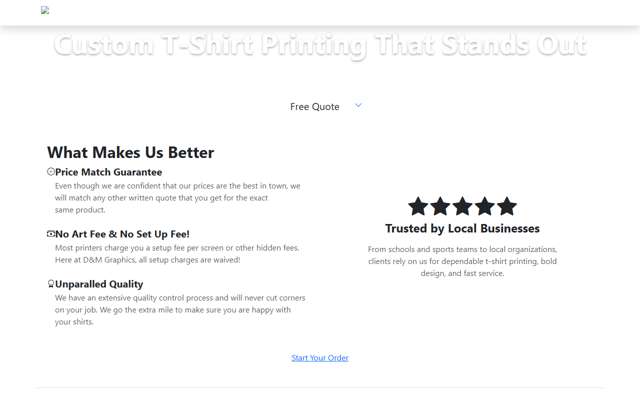 Custom T-Shirt Printing That Stands Out
Free Quote
What Makes Us Better
Price Match Guarantee
Even though we are confident that our prices are the best in town, we
will match any other written quote that you get for the exact
same product.
No Art Fee & No Set Up Fee!
Most printers charge you a setup fee per screen or other hidden fees.
Here at D&M Graphics, all setup charges are waived!
Unparalled Quality
We have an extensive quality control process and will never cut corners
on your job. We go the extra mile to make sure you are happy with
your shirts.
Trusted by Local Businesses
From schools and sports teams to local organizations,
clients rely on us for dependable t-shirt printing, bold
design, and fast service.
Start Your Order